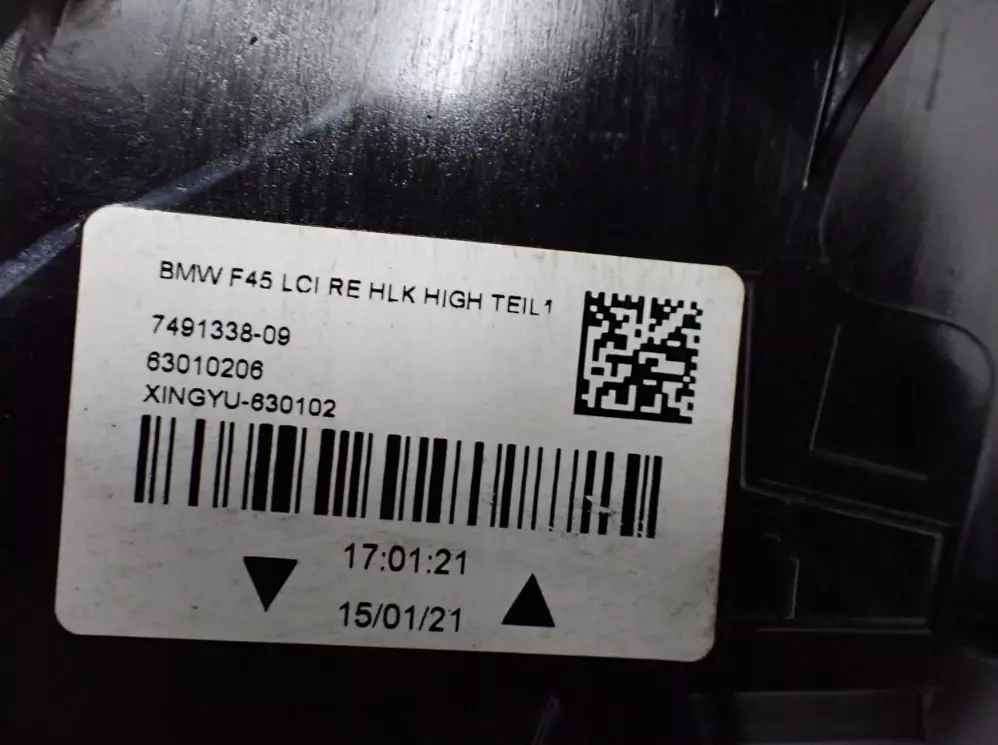 BMW F45 LCI RE HLK HIGH TEIL1
7491338-09
63010206
XINGYU-630102
17:01:21
15/01/21